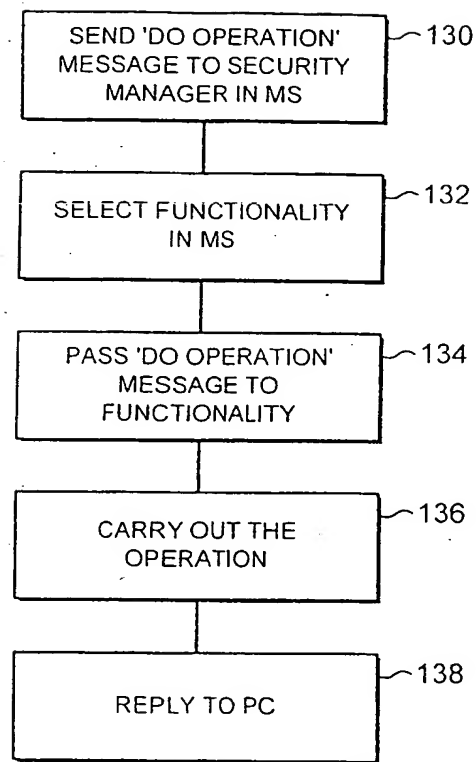 SEND 'DO OPERATION'
MESSAGE TO SECURITY
MANAGER IN MS
130
SELECT FUNCTIONALITY
IN MS
132
PASS 'DO OPERATION'
MESSAGE TO
FUNCTIONALITY
134
CARRY OUT THE
OPERATION
136
REPLY TO PC
138